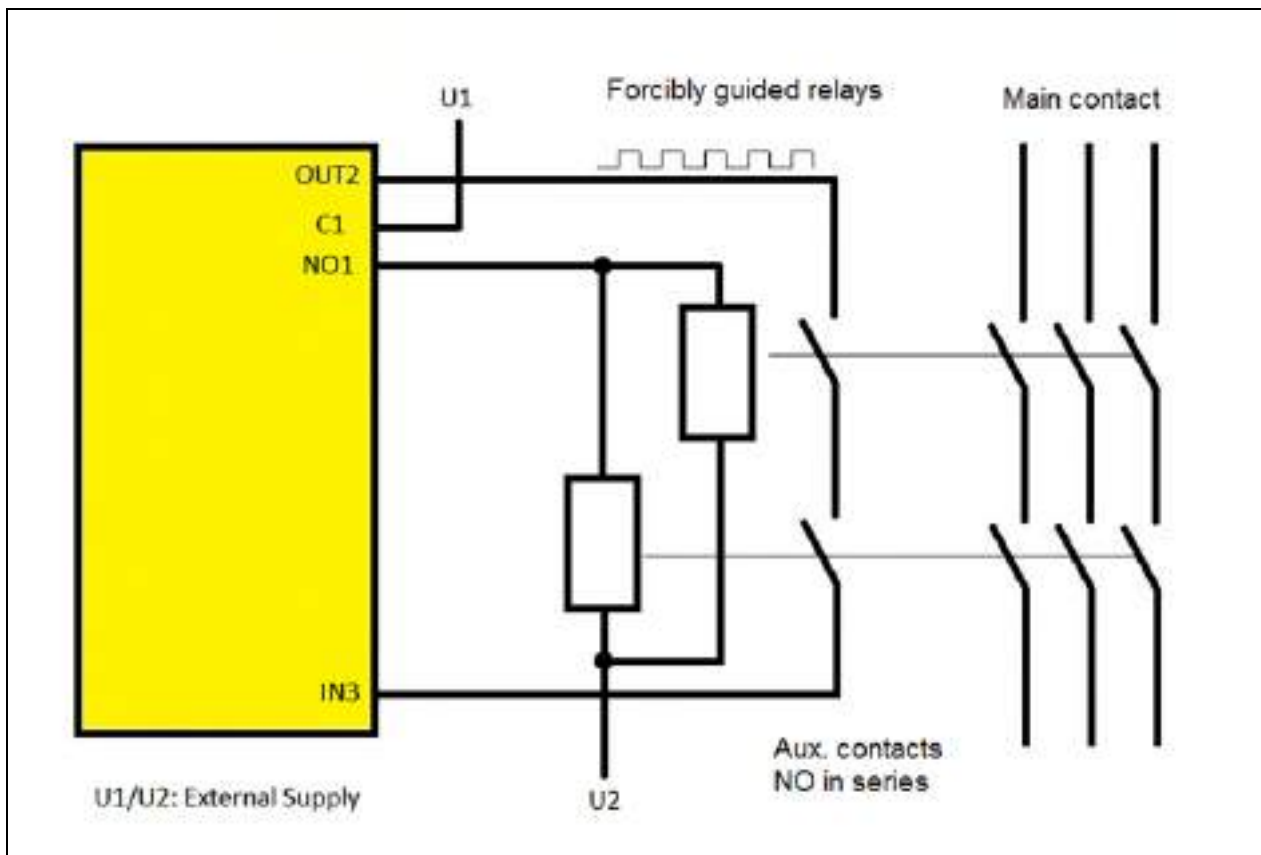 U1
Forcibly guided relays
Main contact
OUT2
C1
NO1
IN3
Aux. contacts
NO in series
U1/U2: External Supply
U2